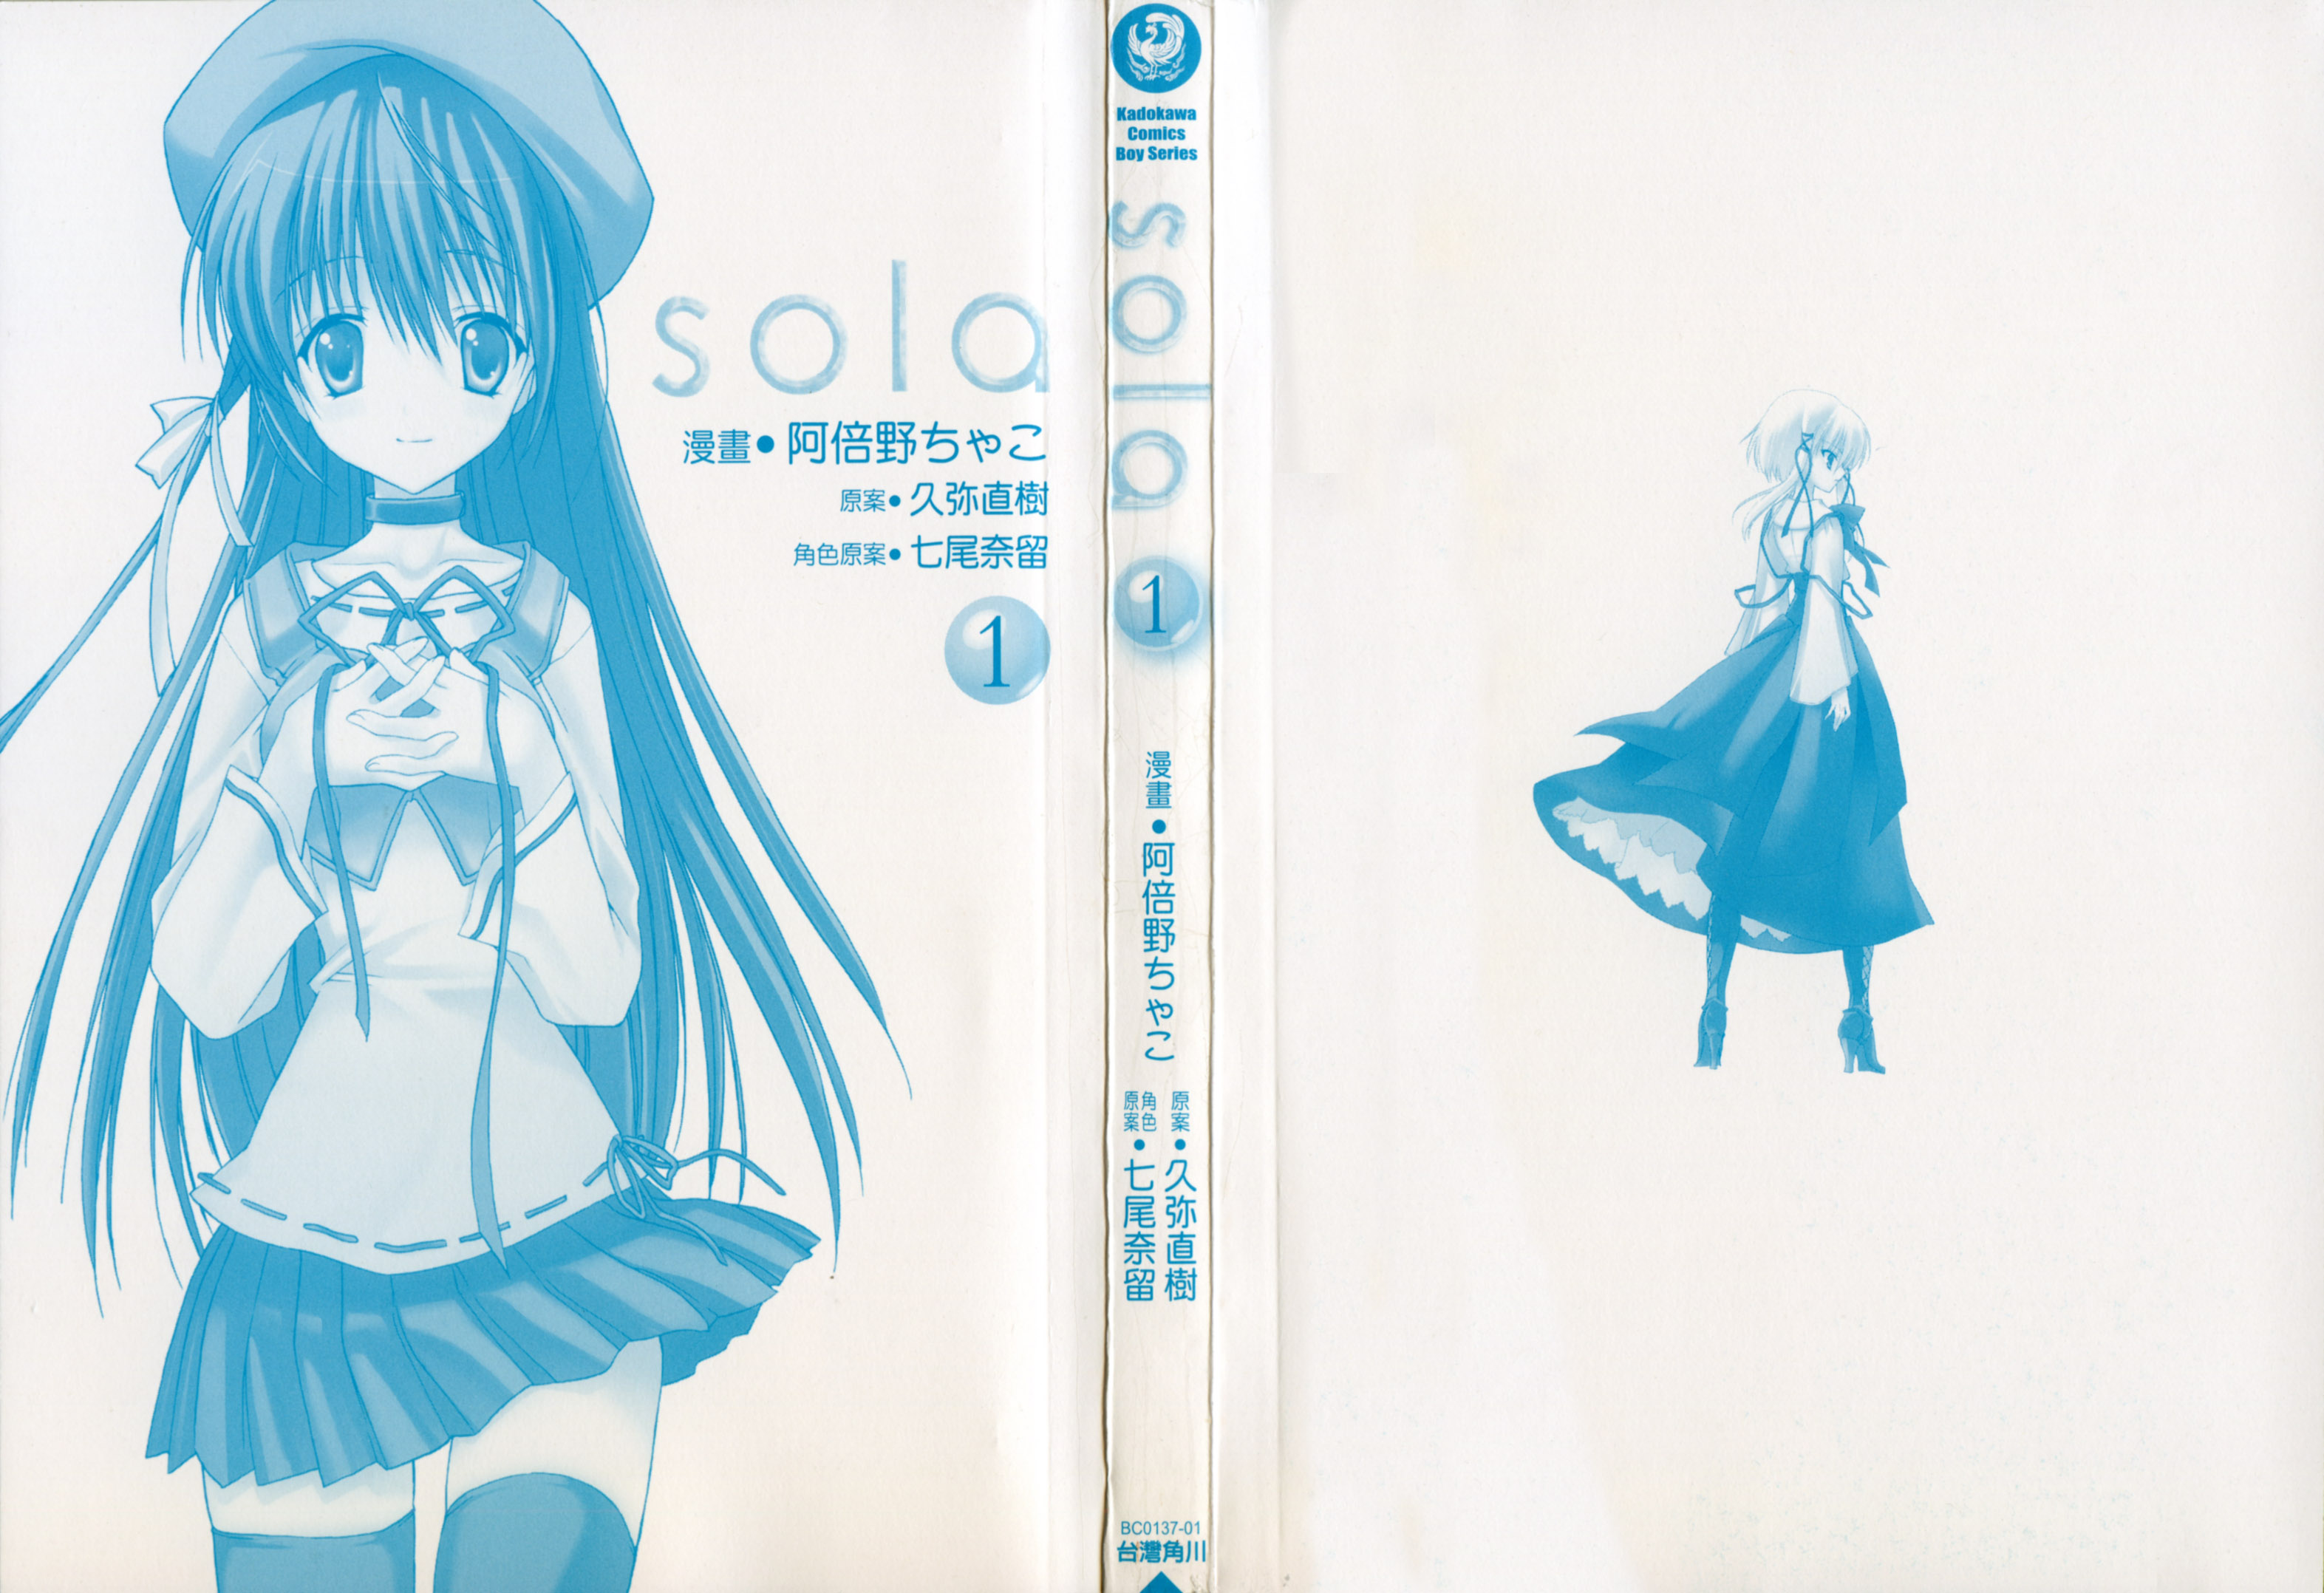 sola
漫畫●阿倍野ちゃこ
原案●久弥直樹
角色原案●七尾奈留
1
Kadokawa
Comics
Boy Series
sola
1
漫畫●阿倍野ちゃこ
原案●久弥直樹
角色原案●七尾奈留
BC0137-01
台灣角川